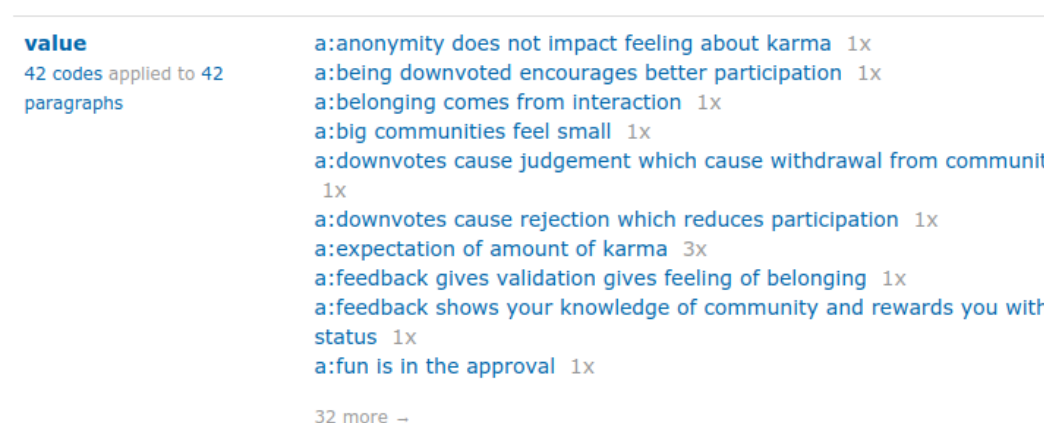 value
42 codes applied to 42
paragraphs
a:anonymity does not impact feeling about karma 1x
a:being downvoted encourages better participation 1x
a:belonging comes from interaction 1x
a:big communities feel small 1x
a:downvotes cause judgement which cause withdrawal from communit
1x
a:downvotes cause rejection which reduces participation 1x
a:expectation of amount of karma 3x
a:feedback gives validation gives feeling of belonging 1x
a:feedback shows your knowledge of community and rewards you with
status 1x
a:fun is in the approval 1x
32 more →